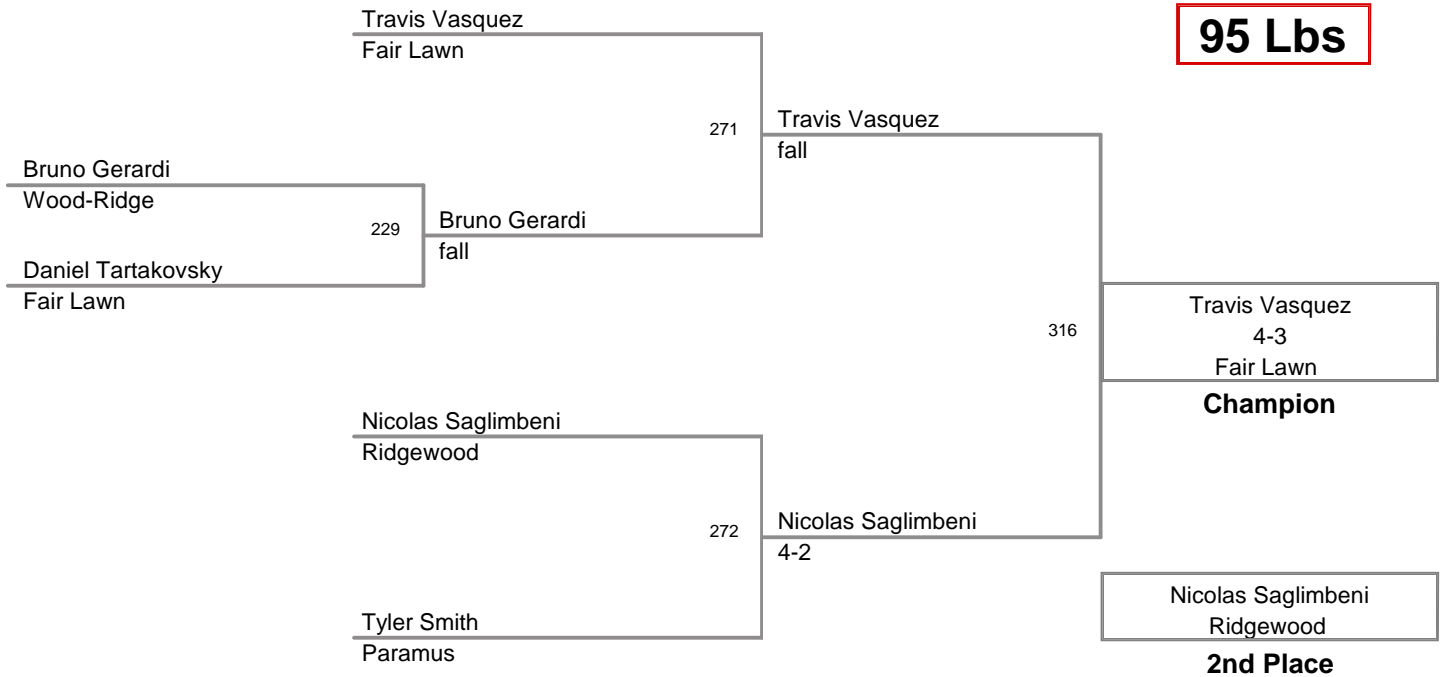 95 Lbs
Travis Vasquez
Fair Lawn
271
Travis Vasquez
fall
Bruno Gerardi
Wood-Ridge
229
Bruno Gerardi
fall
Daniel Tartakovsky
Fair Lawn
316
Travis Vasquez
4-3
Fair Lawn
Champion
Nicolas Saglimbeni
Ridgewood
272
Nicolas Saglimbeni
4-2
Tyler Smith
Paramus
Nicolas Saglimbeni
Ridgewood
2nd Place